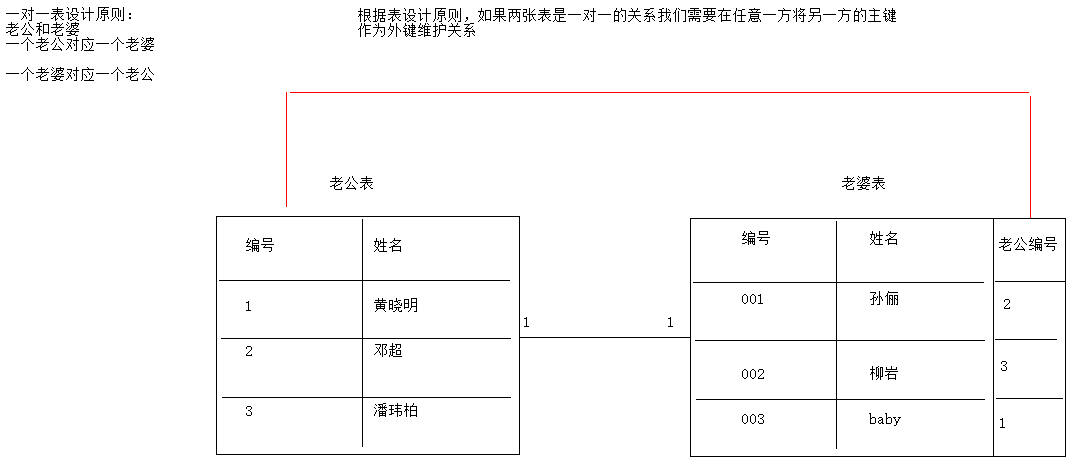 一对一表设计原则:
老公和老婆
一个老公对应一个老婆
一个老婆对应一个老公
根据表设计原则，如果两张表是一对一的关系我们需要在任意一方将另一方的主键
作为外键维护关系
老公表
编号 姓名
1 黄晓明
2 邓超
3 潘玮柏
1 1
老婆表
编号 姓名 老公编号
001 孙俪 2
002 柳岩 3
003 baby 1